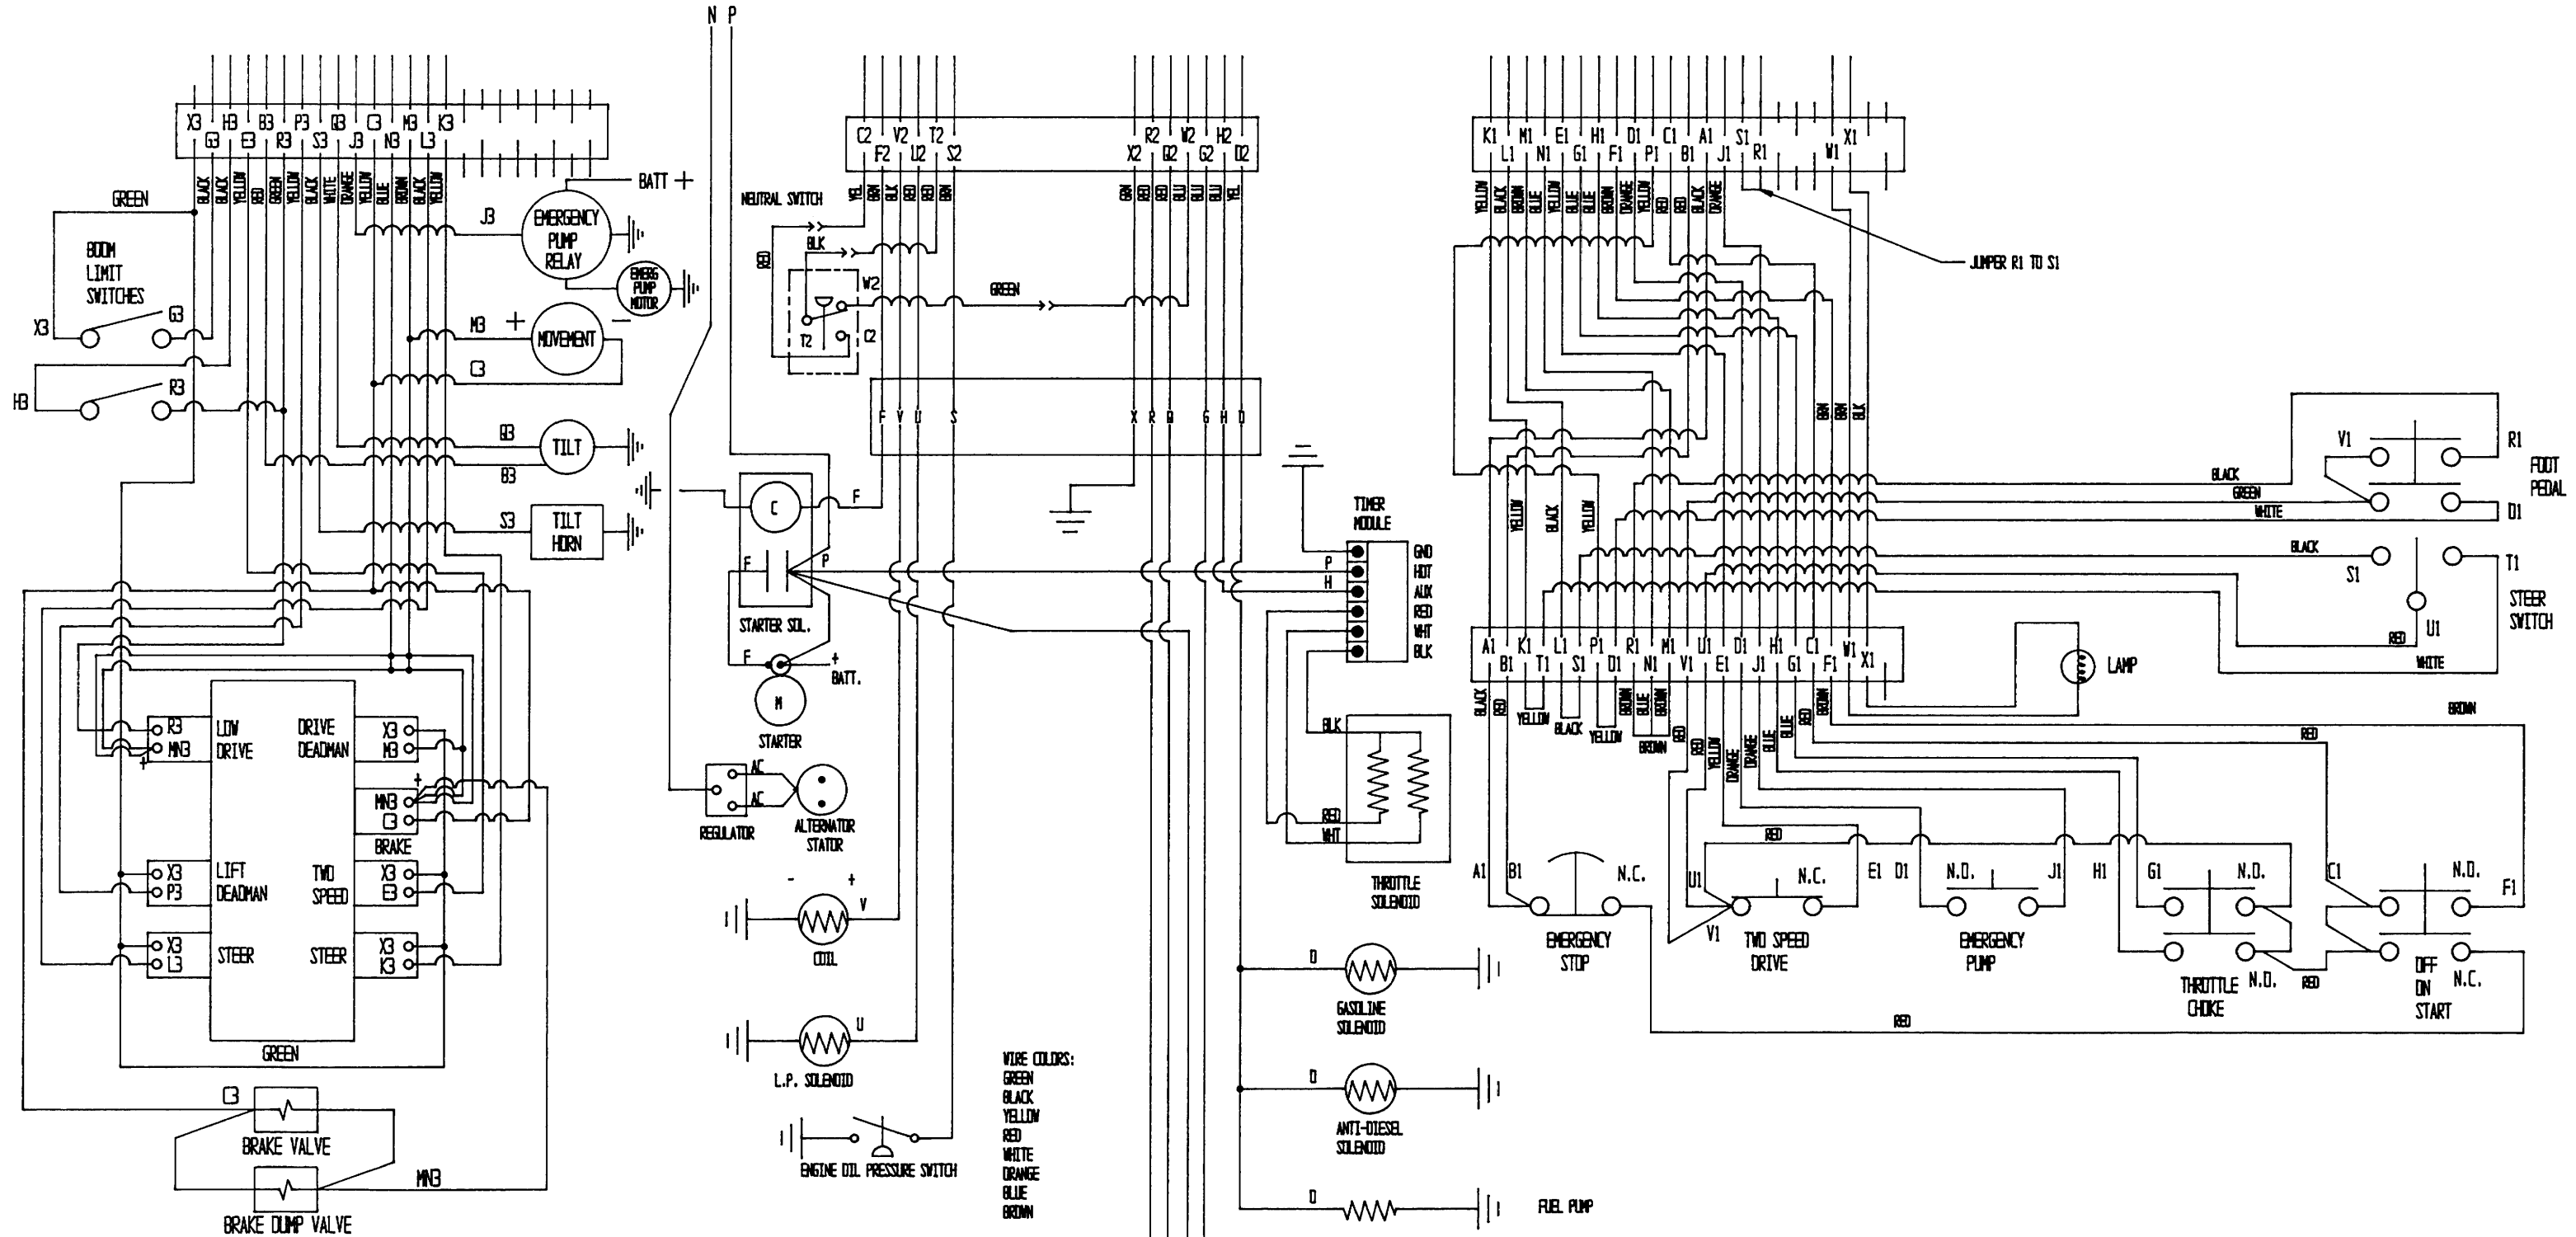 N P
X3 H3 B3 P3 Q3 C3 M3 K3
G3 E3 R3 S3 J3 N3 L3
GREEN
BLACK BLACK YELLOW RED GREEN YELLOW BLACK WHITE ORANGE YELLOW BLUE BROWN BLACK YELLOW
BATT +
J3
EMERGENCY
PUMP
RELAY
EMERG
PUMP
MOTOR
BOOM
LIMIT
SWITCHES
X3
G3
H3
R3
M3 + MOVEMENT -
C3
Q3
TILT
B3
S3
TILT
HORN
R3
MN3
+
LOW
DRIVE
DRIVE
DEADMAN
X3
M3
+
MN3
C3
BRAKE
X3
P3
LIFT
DEADMAN
TWO
SPEED
X3
E3
X3
L3
STEER
STEER
X3
K3
GREEN
C3
BRAKE VALVE
MN3
BRAKE DUMP VALVE
C2 V2 T2
F2 U2 S2
R2 W2 H2
X2 Q2 G2 D2
YEL BRN BLK RED RED BRN
GRN RED RED BLU BLU BLU YEL
NEUTRAL SWITCH
BLK
RED
W2
GREEN
T2
C2
F V U S
X R Q G H D
C
F
F
P
STARTER SOL.
F
+
BATT.
M
STARTER
AC
AC
REGULATOR
ALTERNATOR
STATOR
- +
V
COIL
U
L.P. SOLENOID
ENGINE OIL PRESSURE SWITCH
WIRE COLORS:
GREEN
BLACK
YELLOW
RED
WHITE
ORANGE
BLUE
BROWN
TIMER
MODULE
P
H
GND
HOT
AUX
RED
WHT
BLK
BLK
RED
WHT
THROTTLE
SOLENOID
D
GASOLINE
SOLENOID
D
ANTI-DIESEL
SOLENOID
D
FUEL PUMP
K1 M1 E1 H1 D1 C1 A1 S1 X1
L1 N1 G1 F1 P1 B1 J1 R1 W1
YELLOW BLACK BROWN BLUE YELLOW BLUE BLUE BROWN ORANGE YELLOW RED RED BLACK ORANGE
JUMPER R1 TO S1
BRN BRN BLK
YELLOW BLACK YELLOW
V1
R1
FOOT
PEDAL
BLACK
GREEN
WHITE
O1
BLACK
S1
T1
STEER
SWITCH
RED
U1
WHITE
A1 K1 L1 P1 R1 M1 U1 D1 H1 C1 W1
B1 T1 S1 O1 N1 V1 E1 J1 G1 F1 X1
LAMP
BLACK RED
YELLOW
BLACK
YELLOW
BROWN BLUE BROWN
BROWN
RED RED YELLOW ORANGE ORANGE BLUE BLUE RED BROWN
BROWN
RED
RED
A1 B1
N.C.
EMERGENCY
STOP
U1
N.C.
V1
TWO SPEED
DRIVE
E1 D1
N.O.
J1
EMERGENCY
PUMP
H1 G1
N.O.
THROTTLE
CHOKE
N.O.
RED
C1
N.O.
F1
OFF
ON
START
N.C.
RED